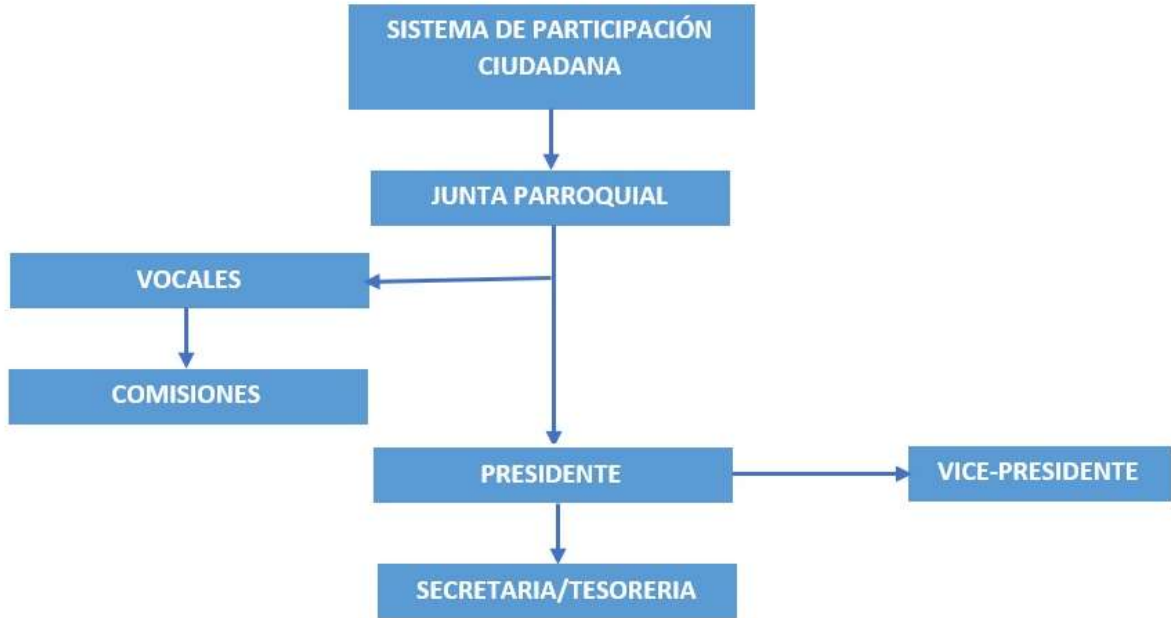 SISTEMA DE PARTICIPACIÓN
CIUDADANA
JUNTA PARROQUIAL
VOCALES
COMISIONES
PRESIDENTE
VICE-PRESIDENTE
SECRETARIA/TESORERIA